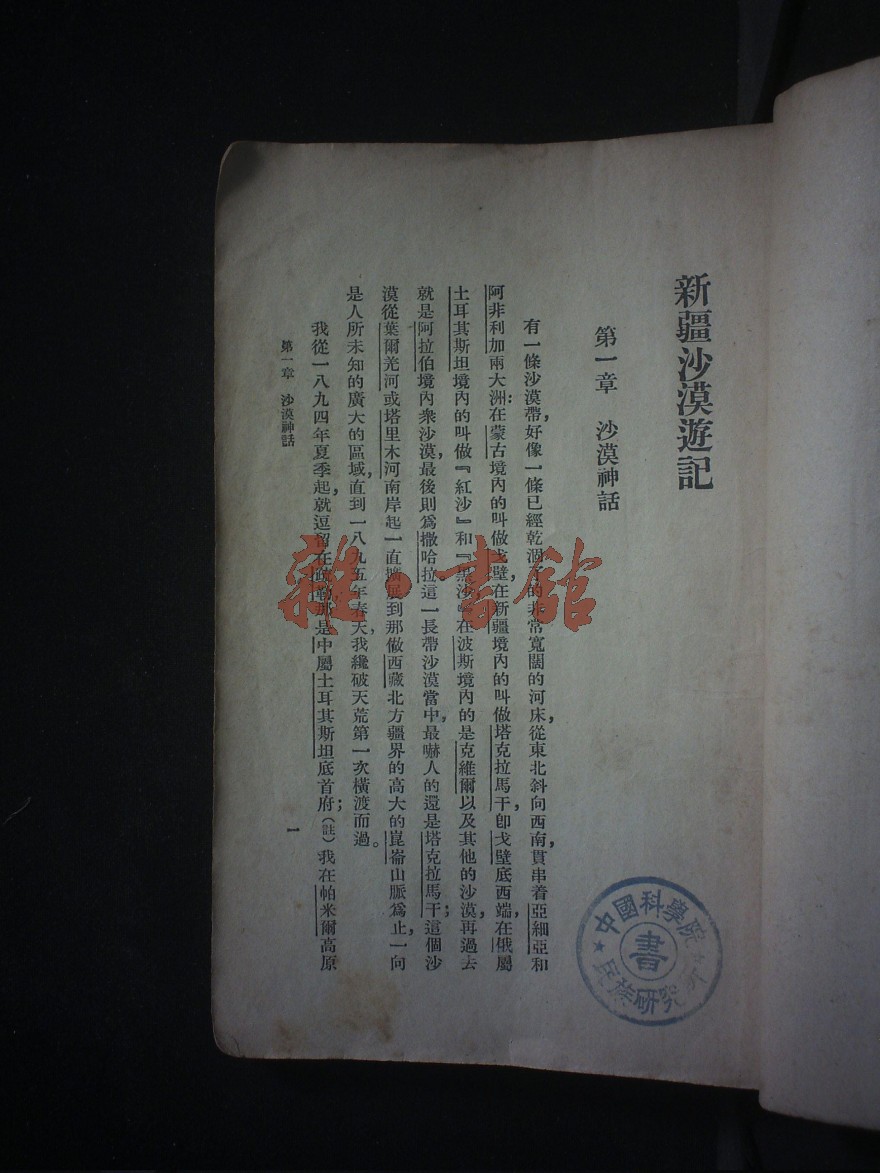 新疆沙漠遊記
第一章 沙漠神話
有一條沙漠帶，好像一條已經乾涸了的非常寬闊的河床，從東北斜向西南，貫串着亞細亞和
阿非利加兩大洲：在蒙古境內的叫做戈壁，在新疆境內的叫做塔克拉馬干，卽戈壁底西端，在俄屬
土耳其斯坦境內的叫做『紅沙』和『黑沙』在波斯境內的是克維爾以及其他的沙漠，再過去
就是阿拉伯境內衆沙漠，最後則爲撒哈拉這一長帶沙漠當中，最嚇人的還是塔克拉馬干；這個沙
漠從葉爾羌河或塔里木河南岸起一直擴展到那做西藏北方疆界的高大的崑崙山脈爲止，一向
是人所未知的廣大的區域，直到一八九五年春天，我纔破天荒第一次橫渡而過。
我從一八九四年夏季起，就逗留在疏勒，那是中屬土耳其斯坦底首府；（註）我在帕米爾高原
第一章 沙漠神話
一
中國科學院
民族研究所
書
雜·書館